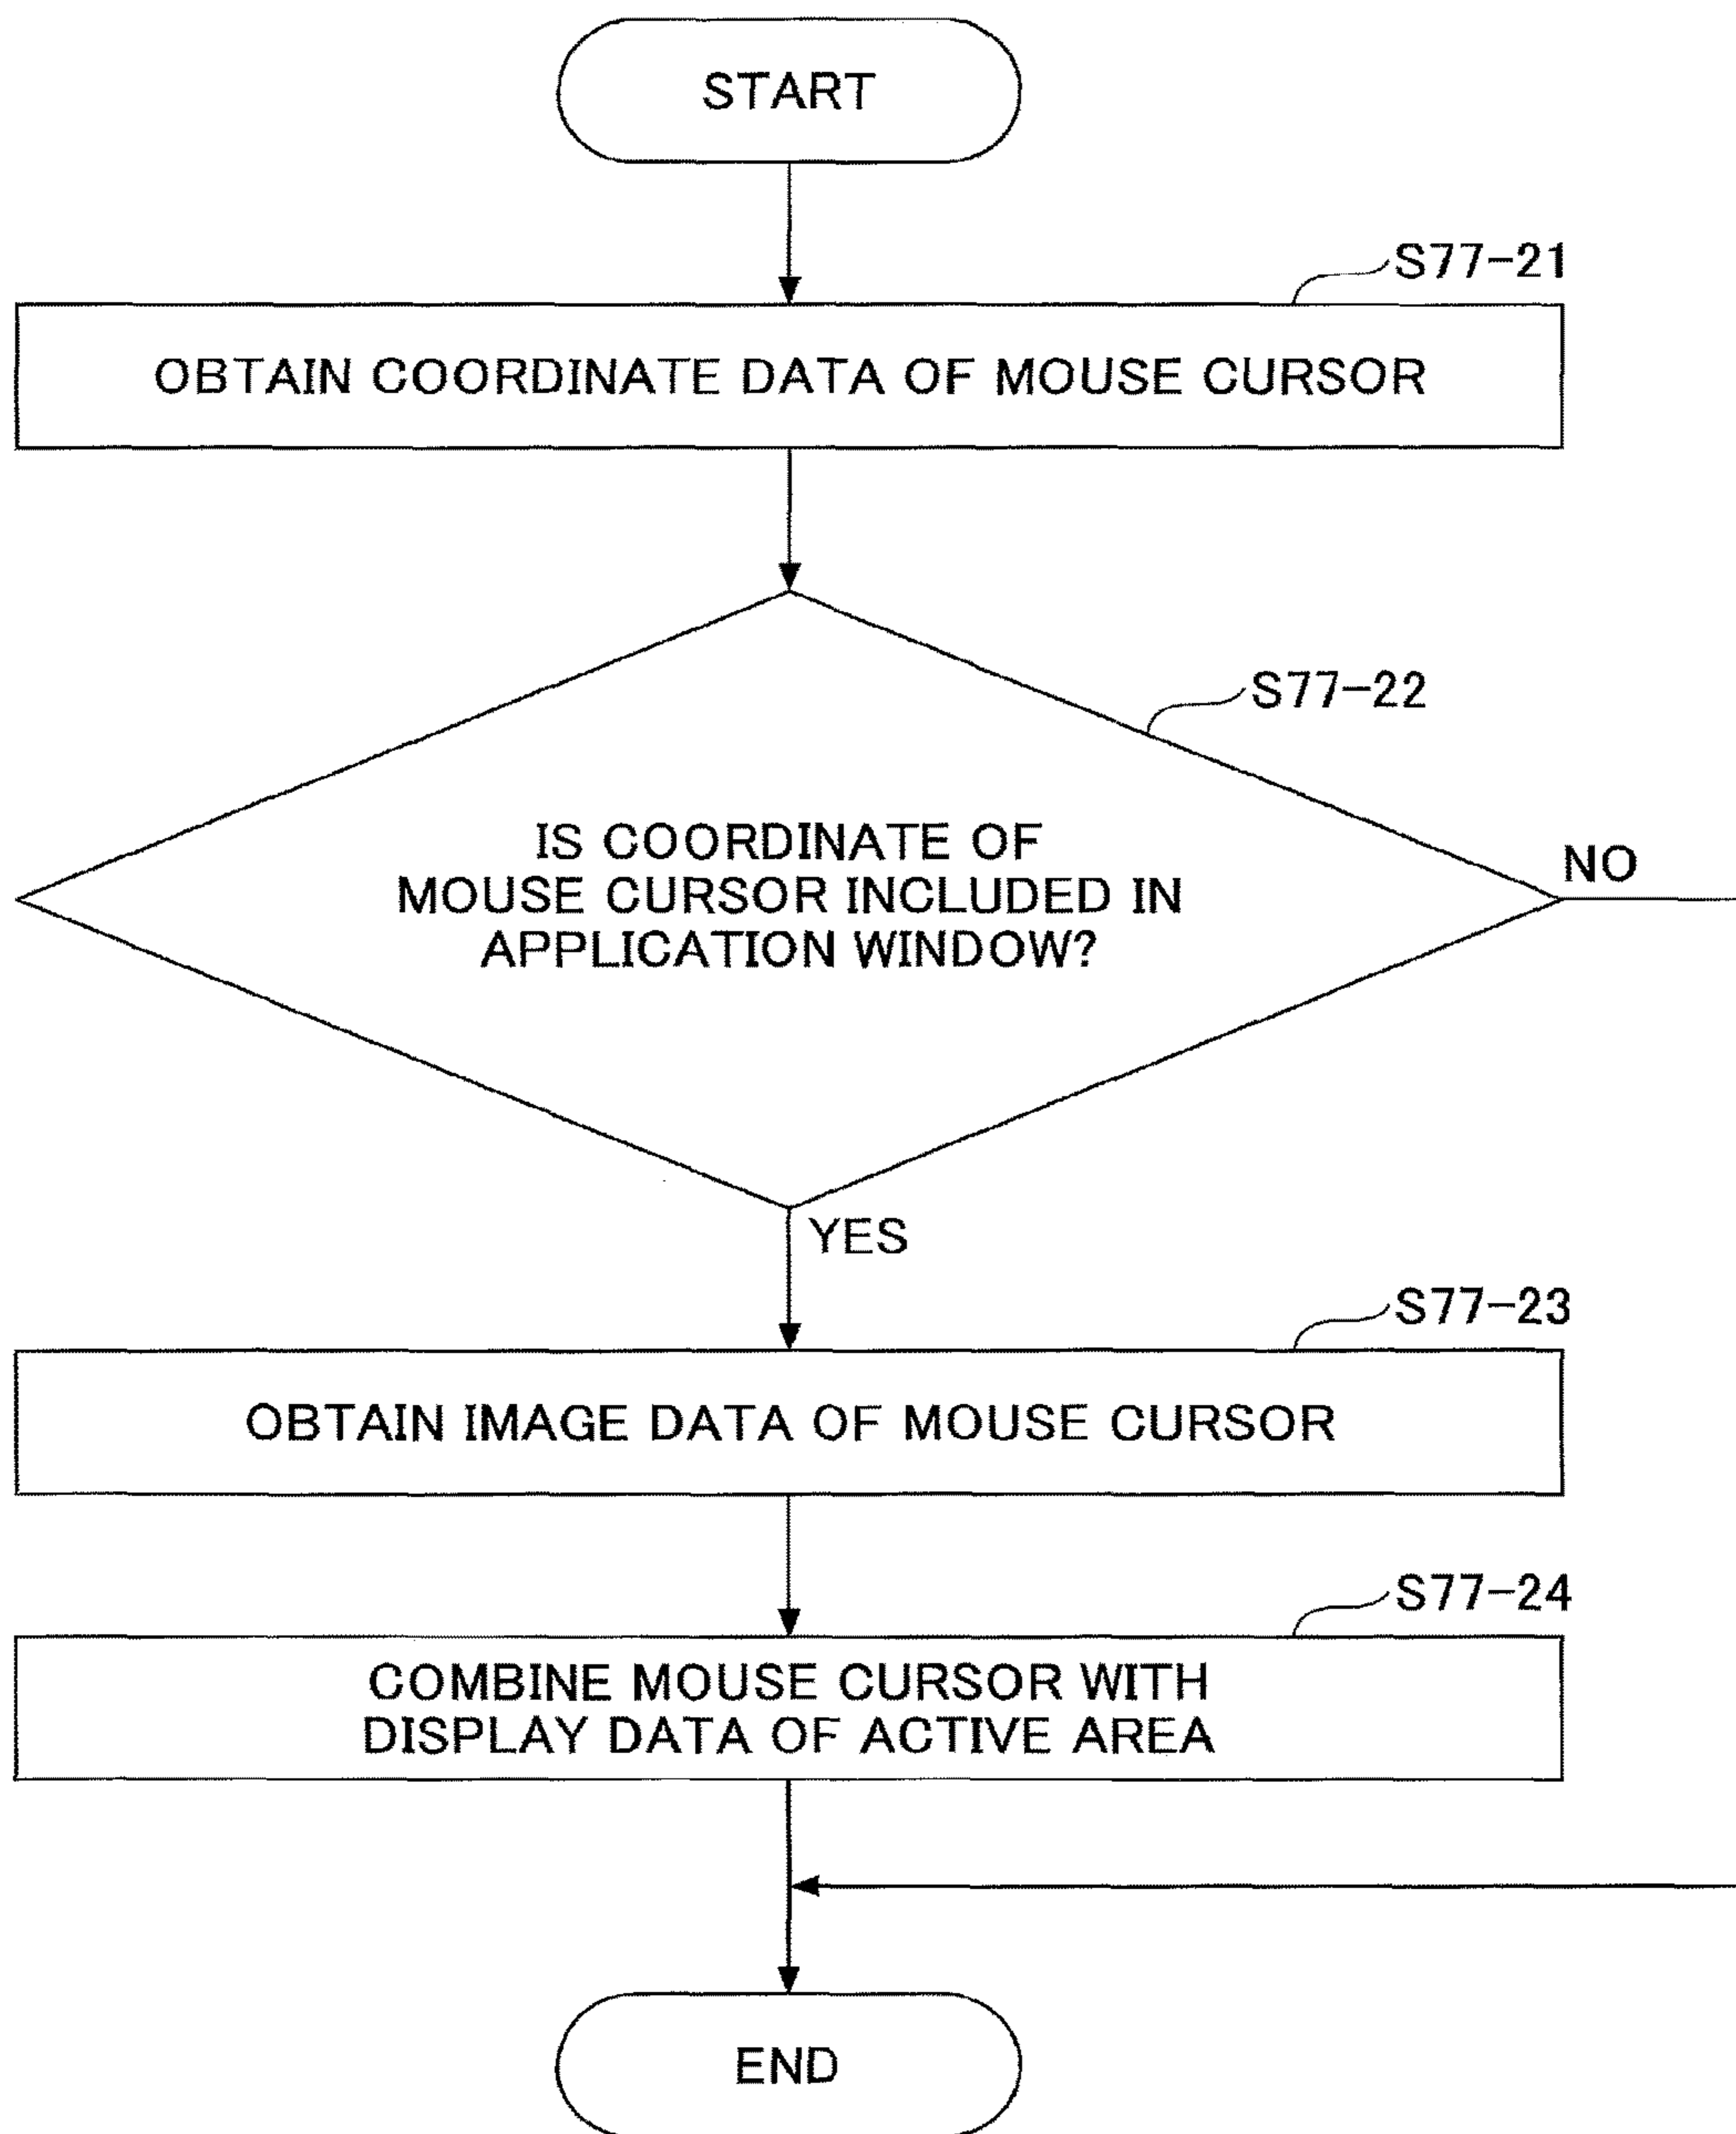 START
S77-21
OBTAIN COORDINATE DATA OF MOUSE CURSOR
S77-22
IS COORDINATE OF
MOUSE CURSOR INCLUDED IN
APPLICATION WINDOW?
NO
YES
S77-23
OBTAIN IMAGE DATA OF MOUSE CURSOR
S77-24
COMBINE MOUSE CURSOR WITH
DISPLAY DATA OF ACTIVE AREA
END